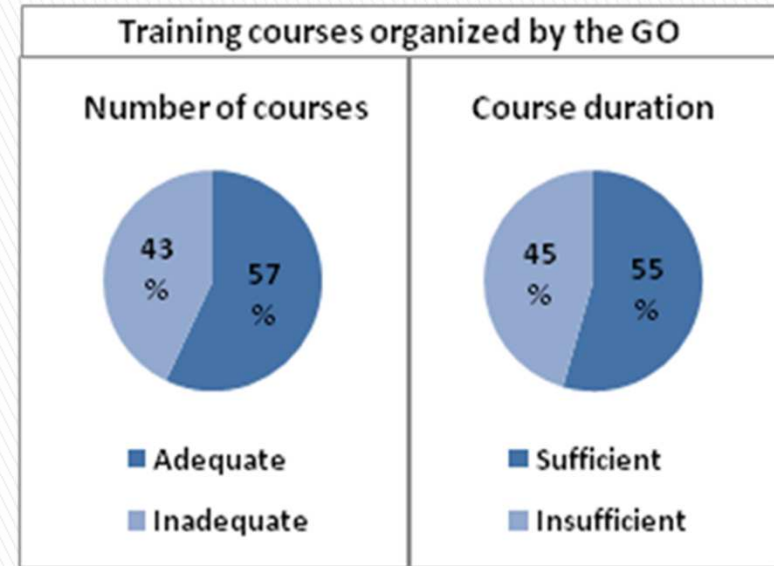 Training courses organized by the GO
Number of courses
43
%
57
%
Adequate
Inadequate
Course duration
45
%
55
%
Sufficient
Insufficient